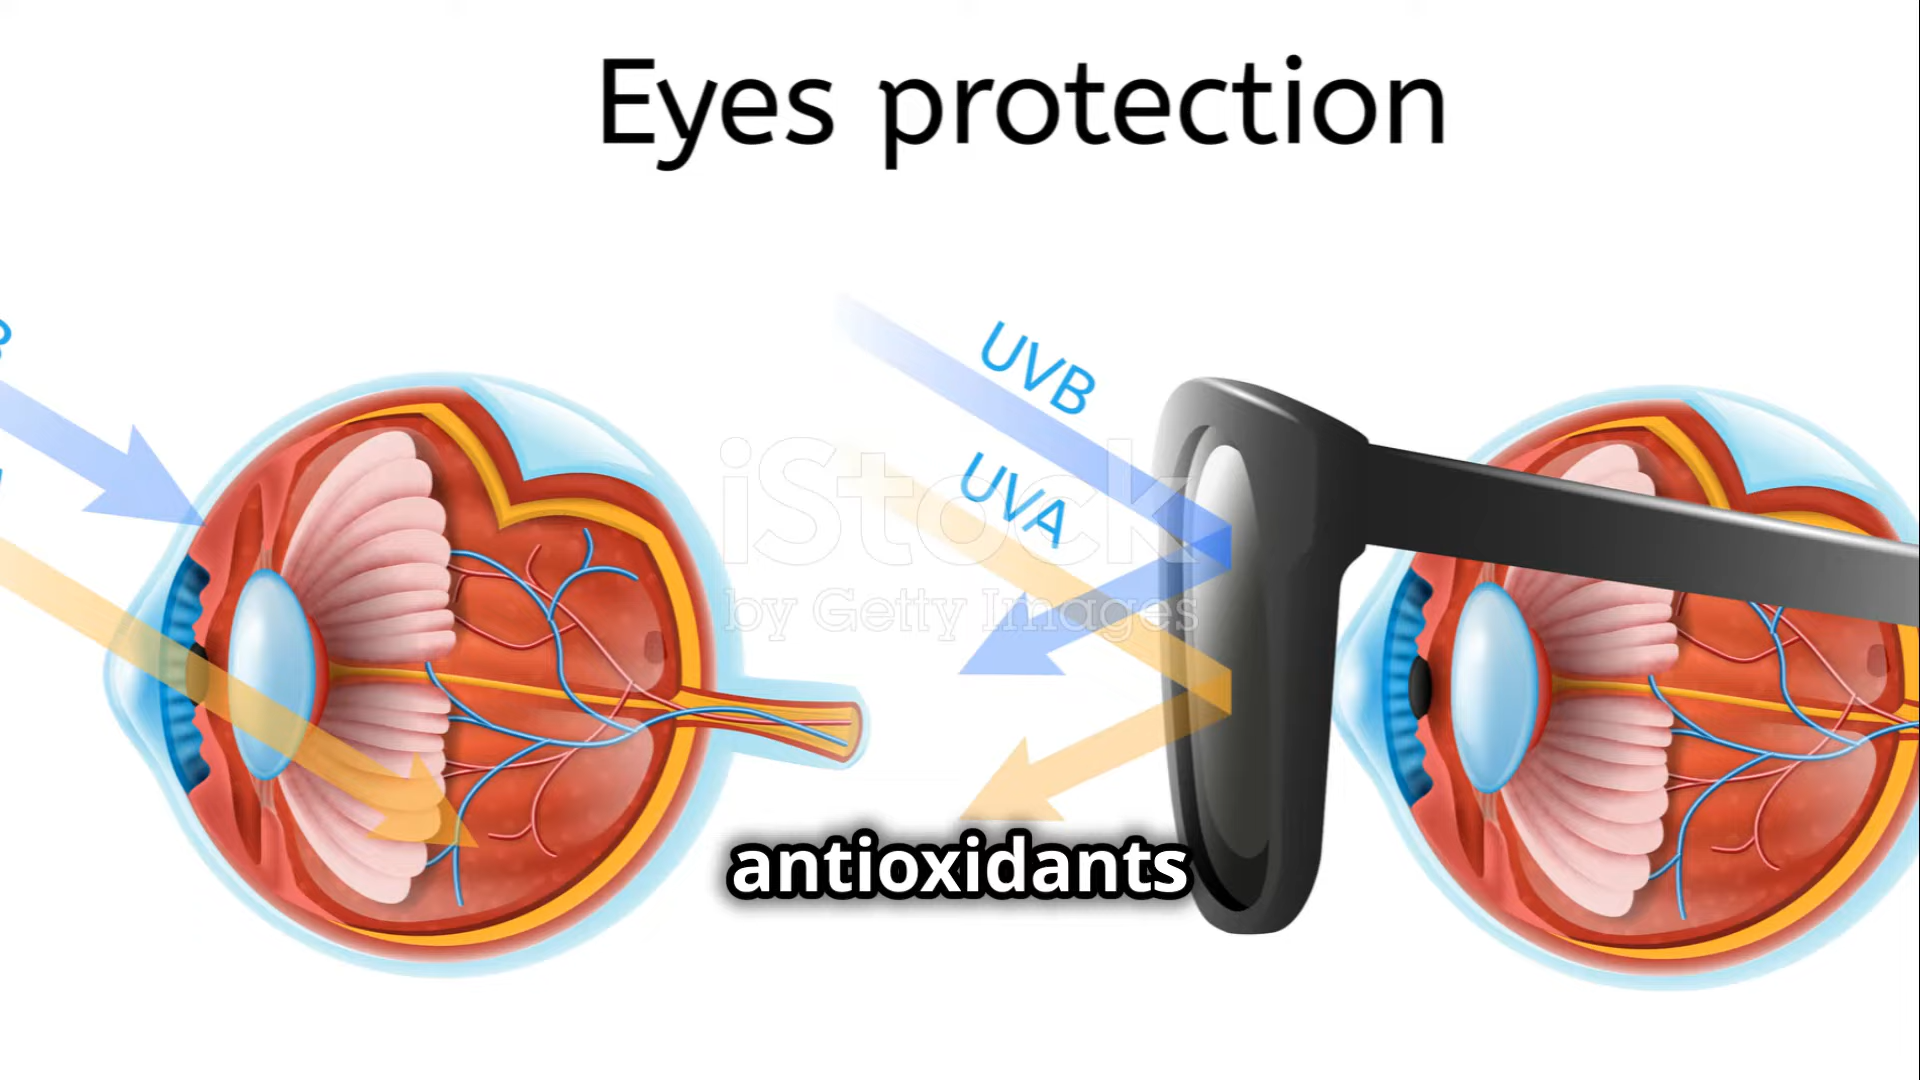 Eyes protection
B
UVB
UVA
iStock
by Getty Images
antioxidants